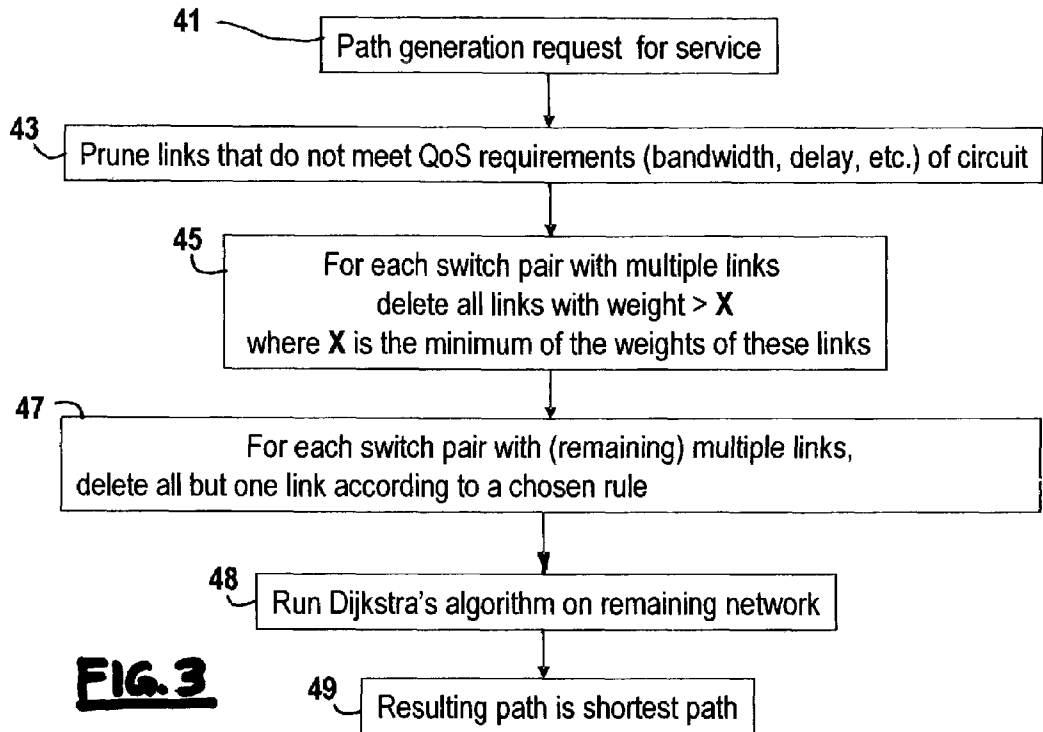 41
Path generation request for service
43
Prune links that do not meet QoS requirements (bandwidth, delay, etc.) of circuit
45
For each switch pair with multiple links
delete all links with weight > X
where X is the minimum of the weights of these links
47
For each switch pair with (remaining) multiple links,
delete all but one link according to a chosen rule
48
Run Dijkstra's algorithm on remaining network
49
Resulting path is shortest path
FIG. 3